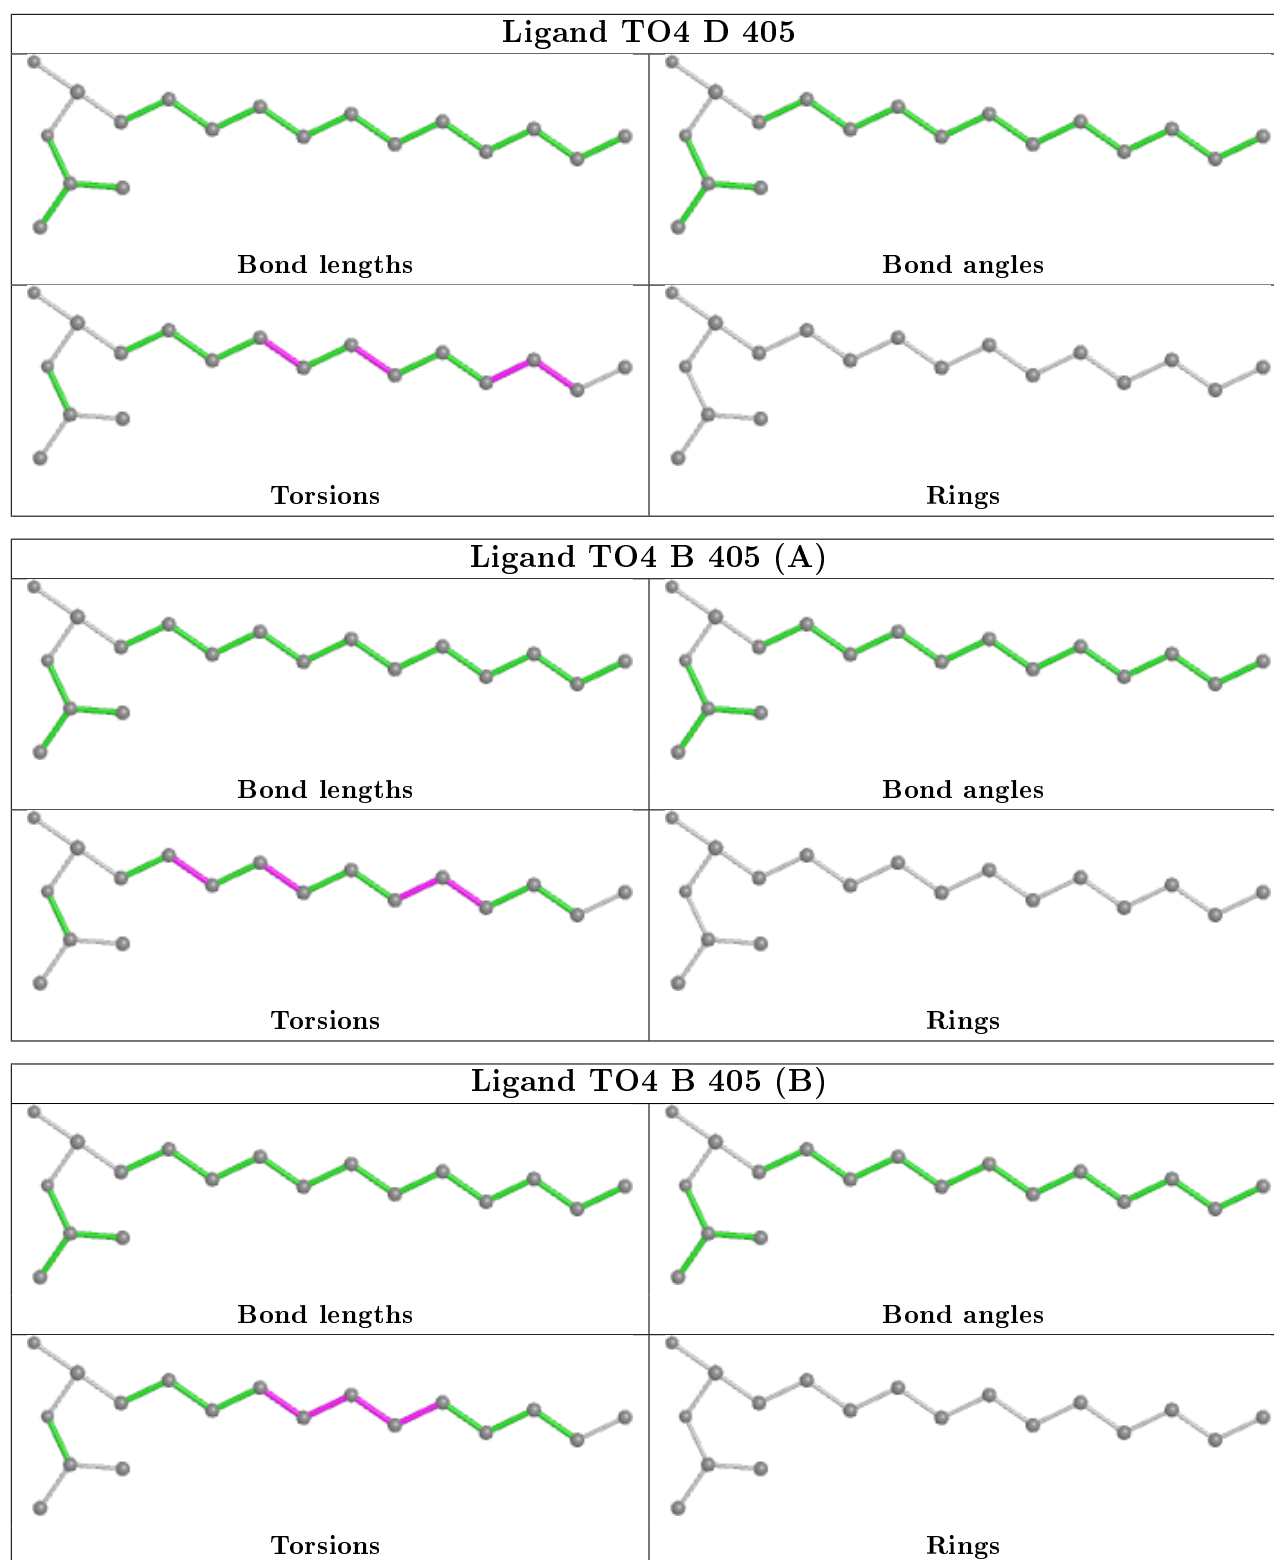 Ligand TO4 D 405
Bond lengths
Bond angles
Torsions
Rings
Ligand TO4 B 405 (A)
Bond lengths
Bond angles
Torsions
Rings
Ligand TO4 B 405 (B)
Bond lengths
Bond angles
Torsions
Rings